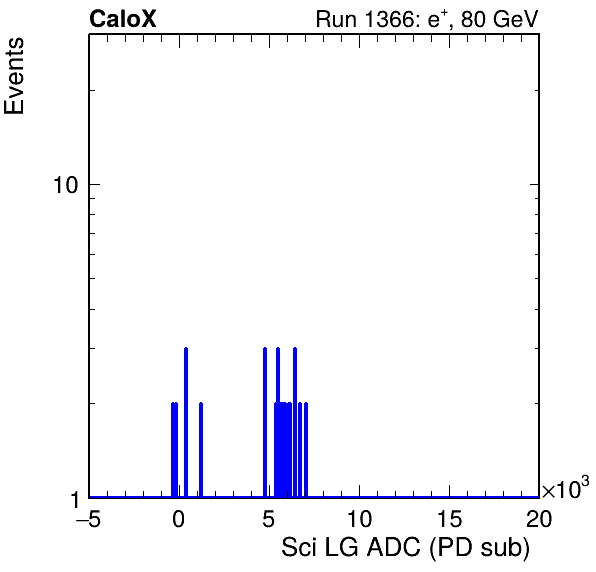 CaloX Run 1366: e⁺, 80 GeV
Events
10
1
−5 0 5 10 15 20
×10³
Sci LG ADC (PD sub)